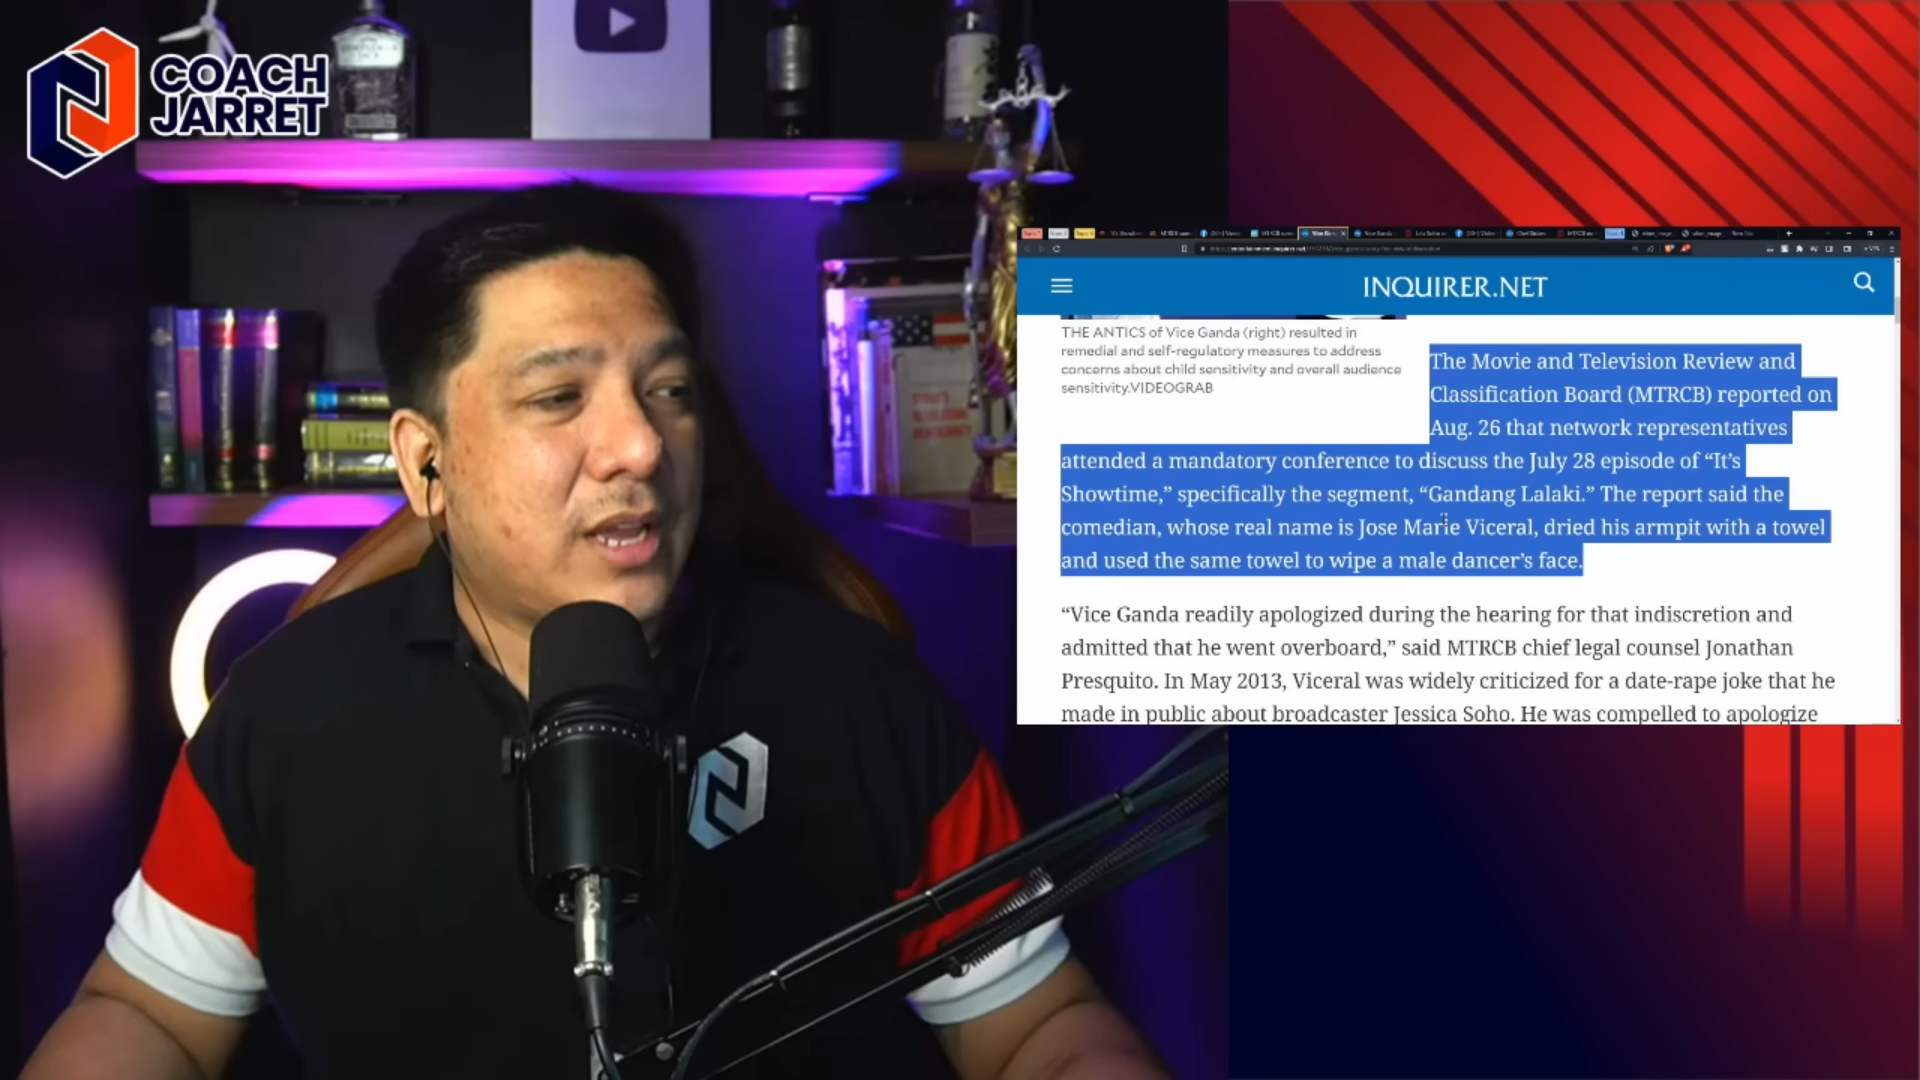 COACH
JARRET
INQUIRER.NET
THE ANTICS of Vice Ganda (right) resulted in
remedial and self-regulatory measures to address
concerns about child sensitivity and overall audience
sensitivity.VIDEOGRAB
The Movie and Television Review and
Classification Board (MTRCB) reported on
Aug. 26 that network representatives
attended a mandatory conference to discuss the July 28 episode of “It’s
Showtime,” specifically the segment, “Gandang Lalaki.” The report said the
comedian, whose real name is Jose Marie Viceral, dried his armpit with a towel
and used the same towel to wipe a male dancer’s face.
“Vice Ganda readily apologized during the hearing for that indiscretion and
admitted that he went overboard,” said MTRCB chief legal counsel Jonathan
Presquito. In May 2013, Viceral was widely criticized for a date-rape joke that he
made in public about broadcaster Jessica Soho. He was compelled to apologize